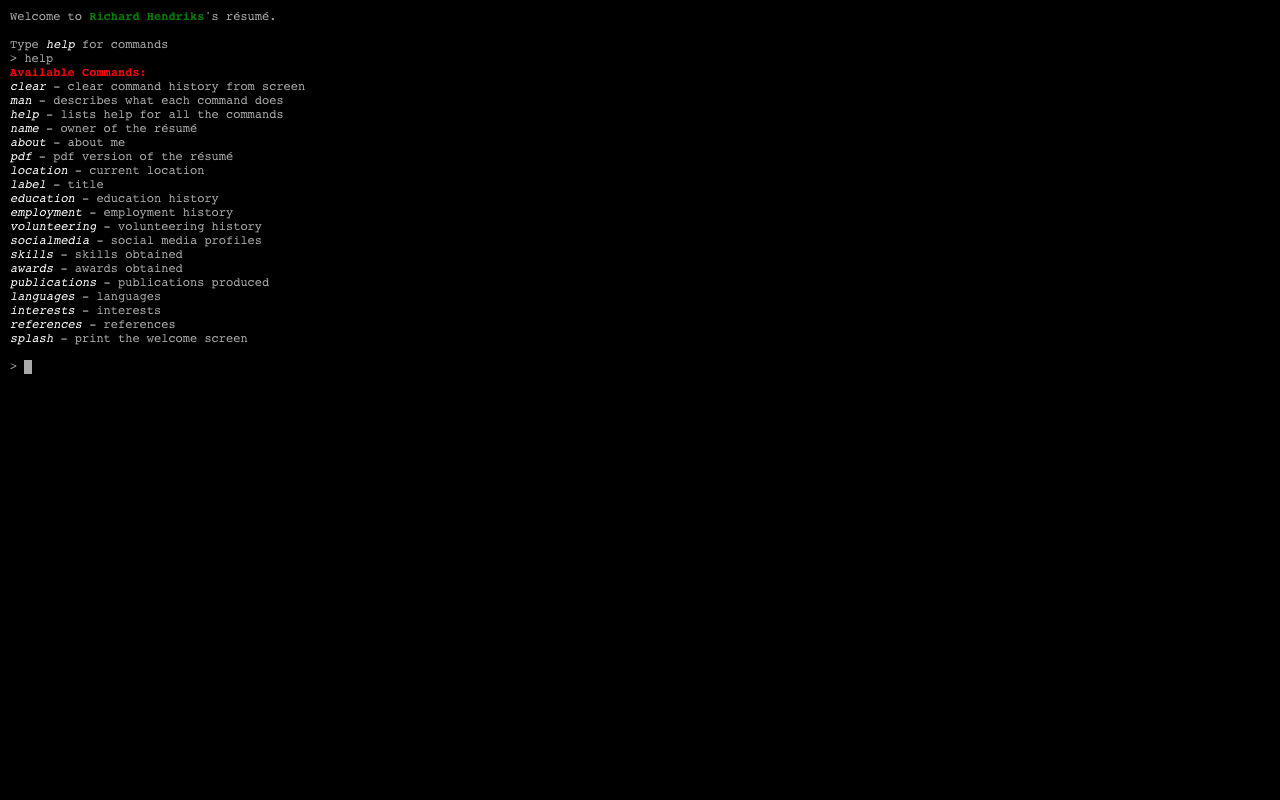 Welcome to Richard Hendriks's résumé.
Type help for commands
> help
Available Commands:
clear - clear command history from screen
man - describes what each command does
help - lists help for all the commands
name - owner of the résumé
about - about me
pdf - pdf version of the résumé
location - current location
label - title
education - education history
employment - employment history
volunteering - volunteering history
socialmedia - social media profiles
skills - skills obtained
awards - awards obtained
publications - publications produced
languages - languages
interests - interests
references - references
splash - print the welcome screen
>